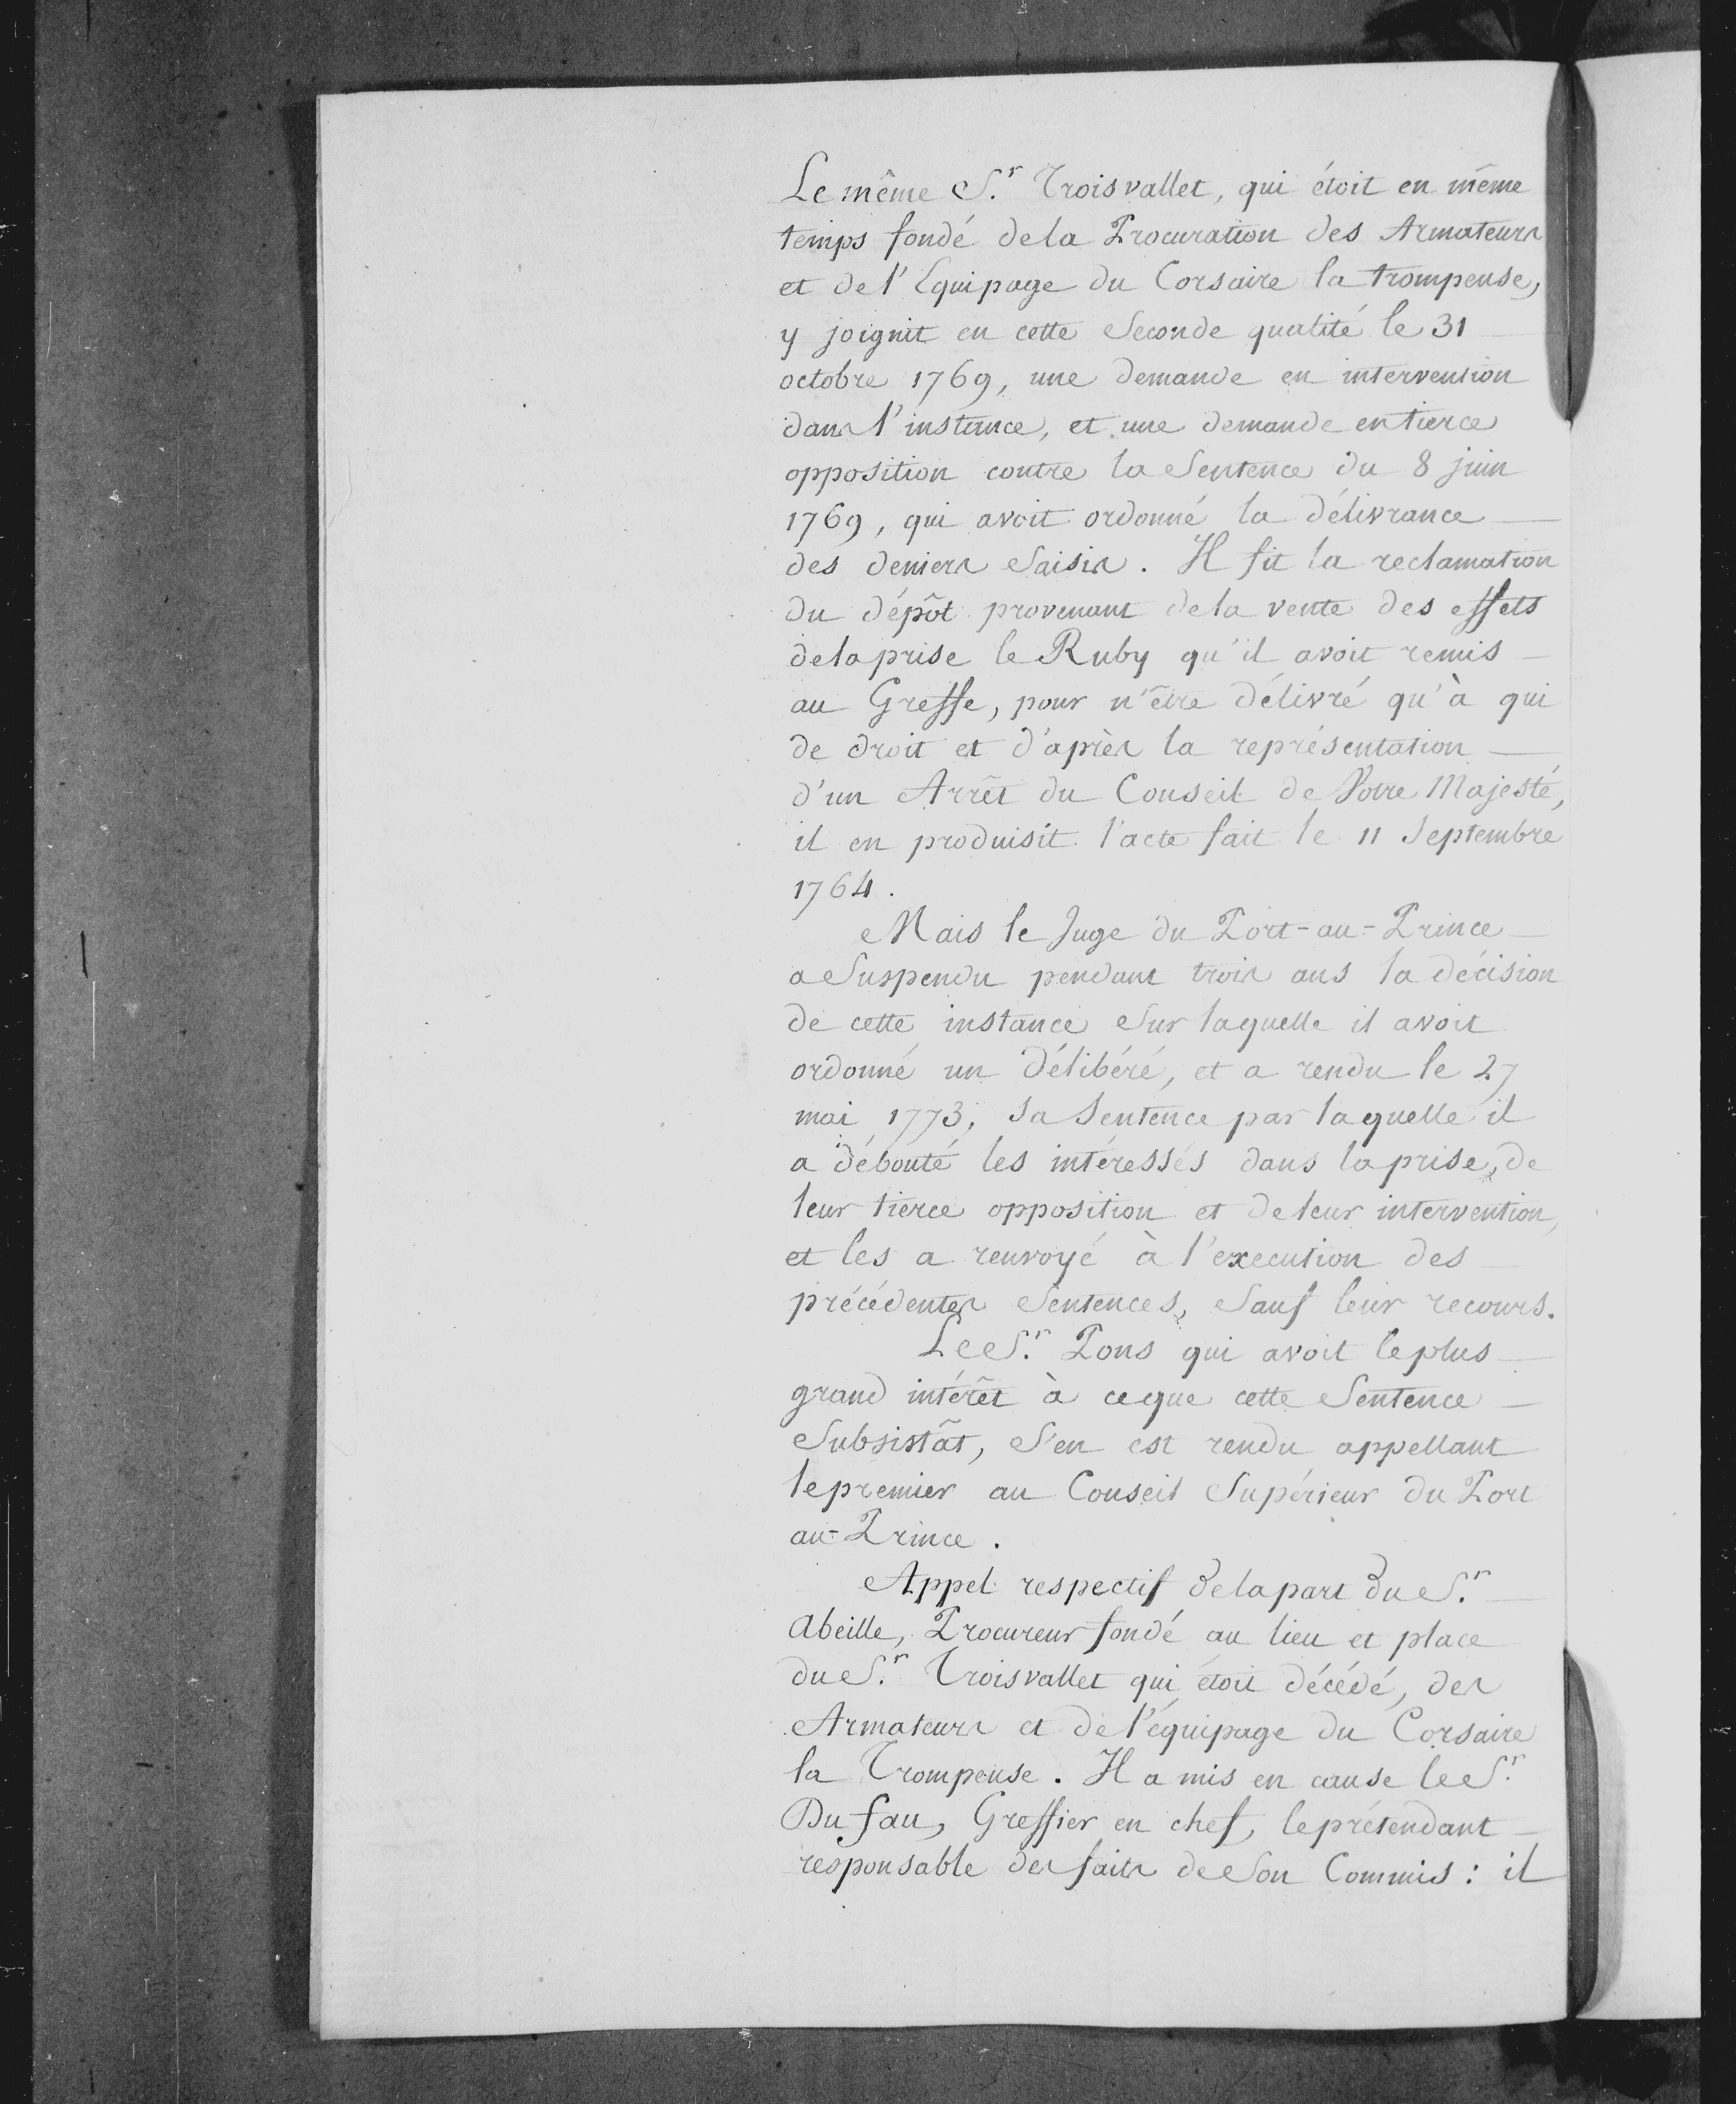 Le même S.r Troisvallet, qui étoit en même
temps fondé de la Procuration des Armateurs
et de l'Equipage du Corsaire la trompeuse,
y joignit en cette Seconde qualité le 31
octobre 1769, une demande en intervention
dans l'instance, et une demande en tierce
opposition contre la Sentence du 8 juin
1769, qui avoit ordonné la délivrance
des deniers Saisis. Il fit la reclamation
du dépôt provenant de la vente des effets
de la prise le Ruby qu'il avoit remis
au Greffe, pour n'être délivré qu'à qui
de droit et d'après la représentation
d'un Arrêt du Conseil de Votre Majesté,
il en produisit l'acte fait le 11 Septembre
1764.
Mais le Juge du Port-au-Prince
a Suspendu pendant trois ans la décision
de cette instance Sur laquelle il avoit
ordonné un Délibéré, et a rendu le 27
mai 1773, Sa Sentence par laquelle il
a débouté les intéressés dans la prise, de
leur tierce opposition et de leur intervention,
et les a renvoyé à l'execution des
précédentes Sentences, Sauf leur recours.
Le S.r Pons qui avoit le plus
grand intérêt à ce que cette Sentence
Subsistât, S'en est rendu appellant
le premier au Conseil Supérieur du Port
au-Prince.
Appel respectif de la part du S.r
Abeille, Procureur fondé au lieu et place
du S.r Troisvallet qui étoit décédé, des
Armateurs et de l'équipage du Corsaire
la Trompeuse. Il a mis en cause le S.r
Du fau, Greffier en chef, le prétendant
responsable des faits de Son Commis : il